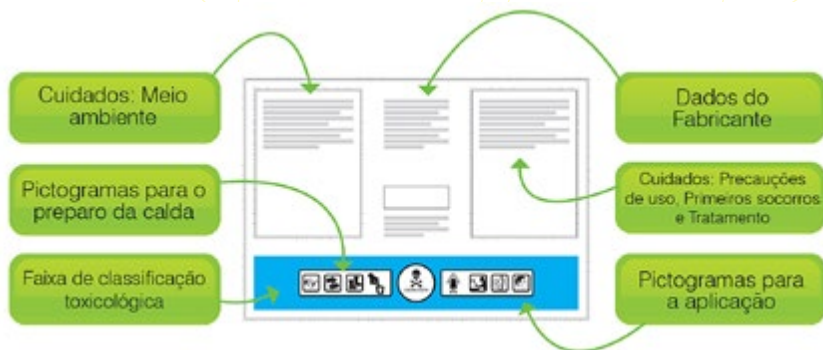 Cuidados: Meio
ambiente
Pictogramas para o
preparo da calda
Faixa de classificação
toxicológica
Dados do
Fabricante
Cuidados: Precauções
de uso, Primeiros socorros
e Tratamento
Pictogramas para
a aplicação